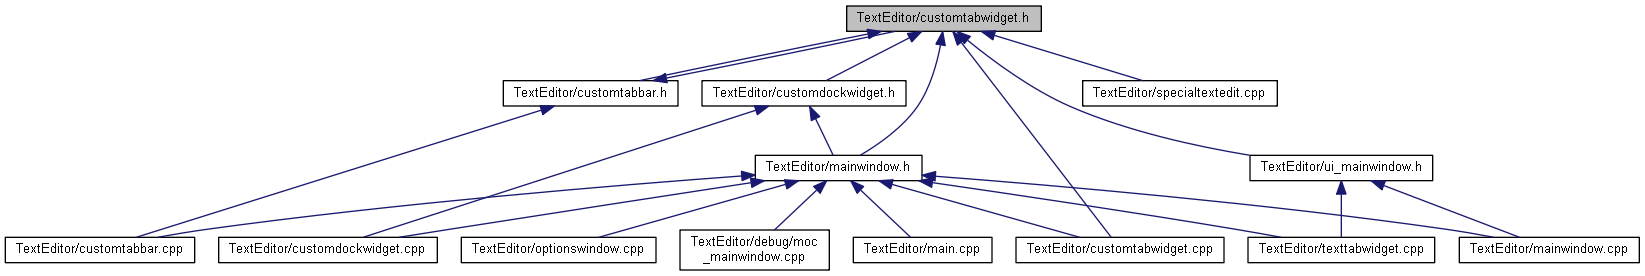 TextEditor/customtabwidget.h
TextEditor/customtabbar.h
TextEditor/customdockwidget.h
TextEditor/specialtextedit.cpp
TextEditor/mainwindow.h
TextEditor/ui_mainwindow.h
TextEditor/customtabbar.cpp
TextEditor/customdockwidget.cpp
TextEditor/optionswindow.cpp
TextEditor/debug/moc
_mainwindow.cpp
TextEditor/main.cpp
TextEditor/customtabwidget.cpp
TextEditor/texttabwidget.cpp
TextEditor/mainwindow.cpp